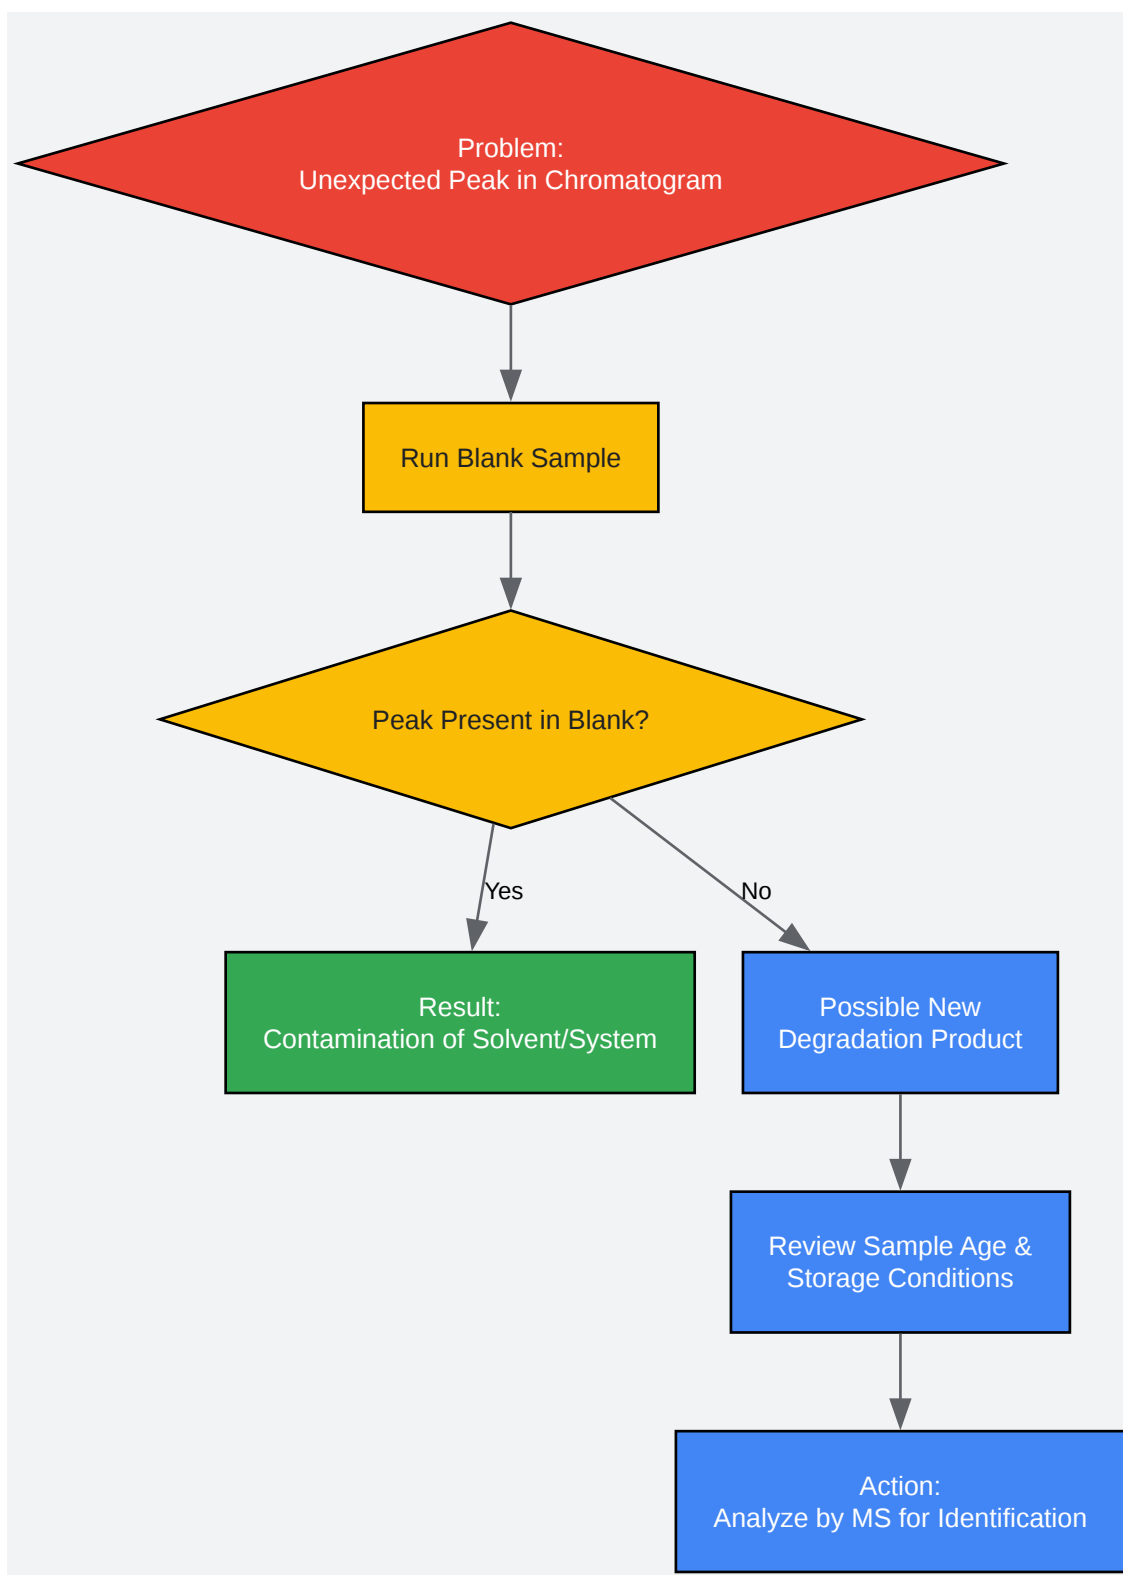 Problem:
Unexpected Peak in Chromatogram
Run Blank Sample
Peak Present in Blank?
Yes
No
Result:
Contamination of Solvent/System
Possible New
Degradation Product
Review Sample Age &
Storage Conditions
Action:
Analyze by MS for Identification